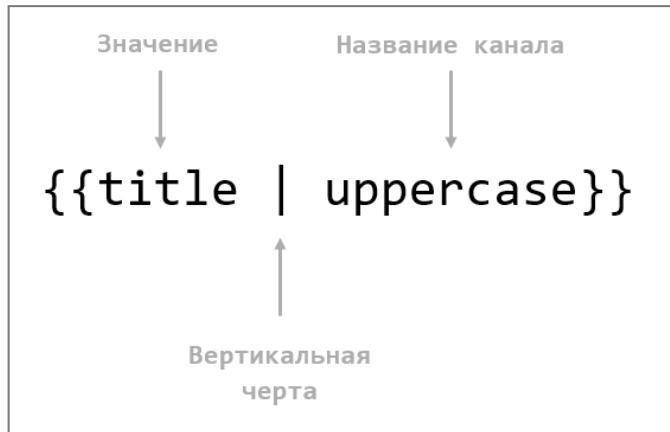 Значение
Название канала
{{title | uppercase}}
Вертикальная
черта